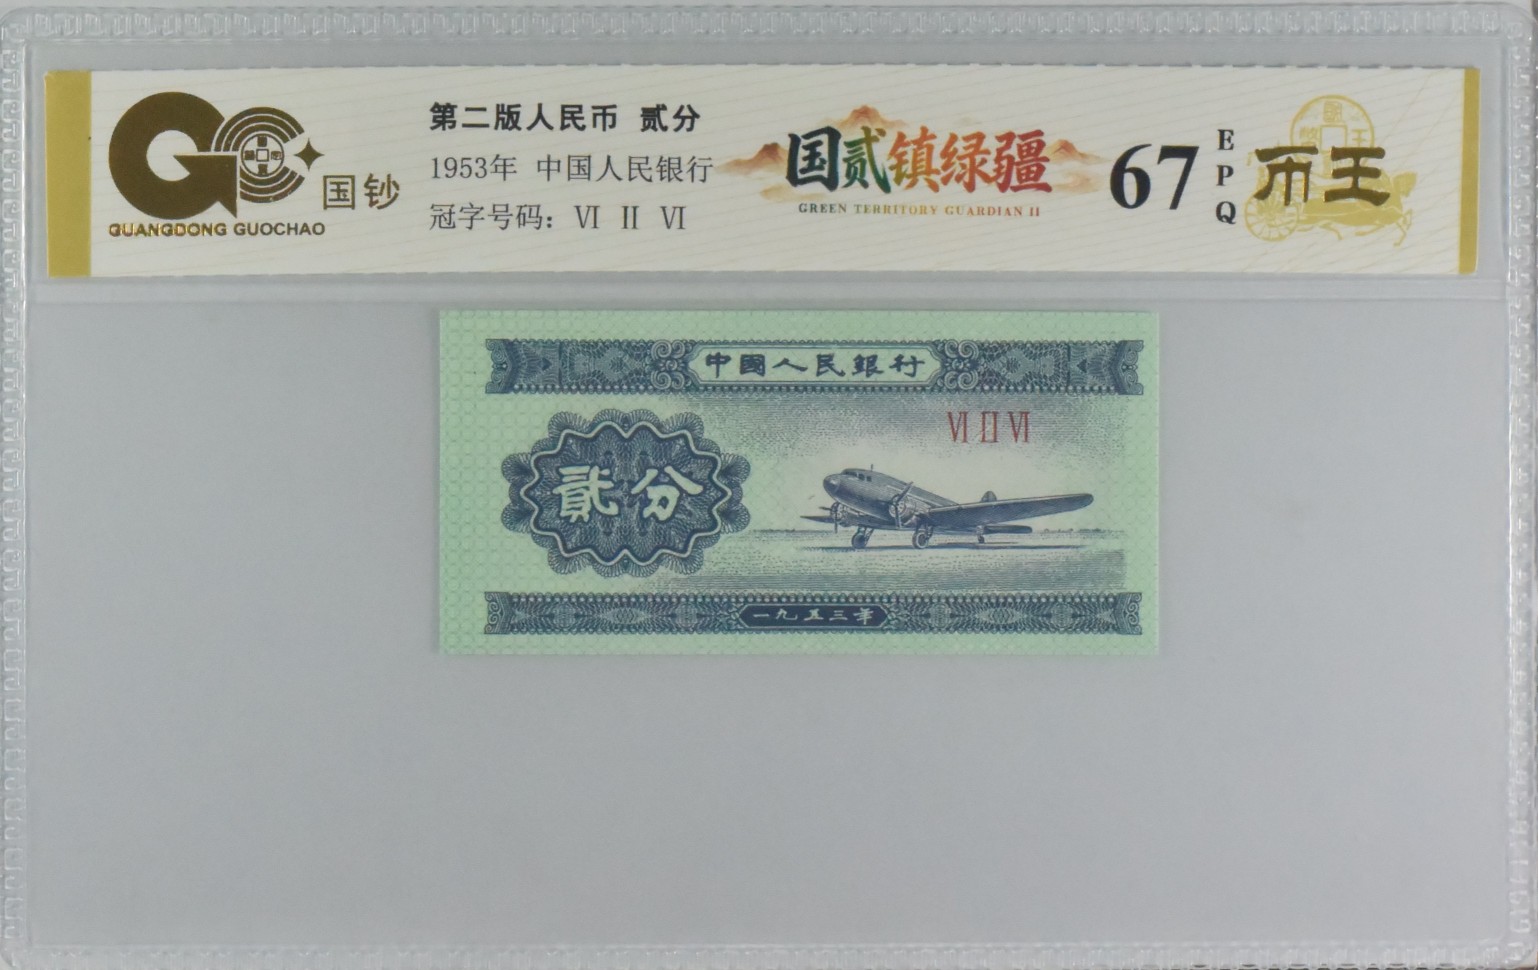 GUANGDONG GUOCHAO
国钞
第二版人民币 贰分
1953年 中国人民银行
冠字号码：Ⅵ Ⅱ Ⅵ
国贰镇绿疆
GREEN TERRITORY GUARDIAN II
67
EPQ
币王
中國人民銀行
Ⅵ Ⅱ Ⅵ
貳分
一九五三年